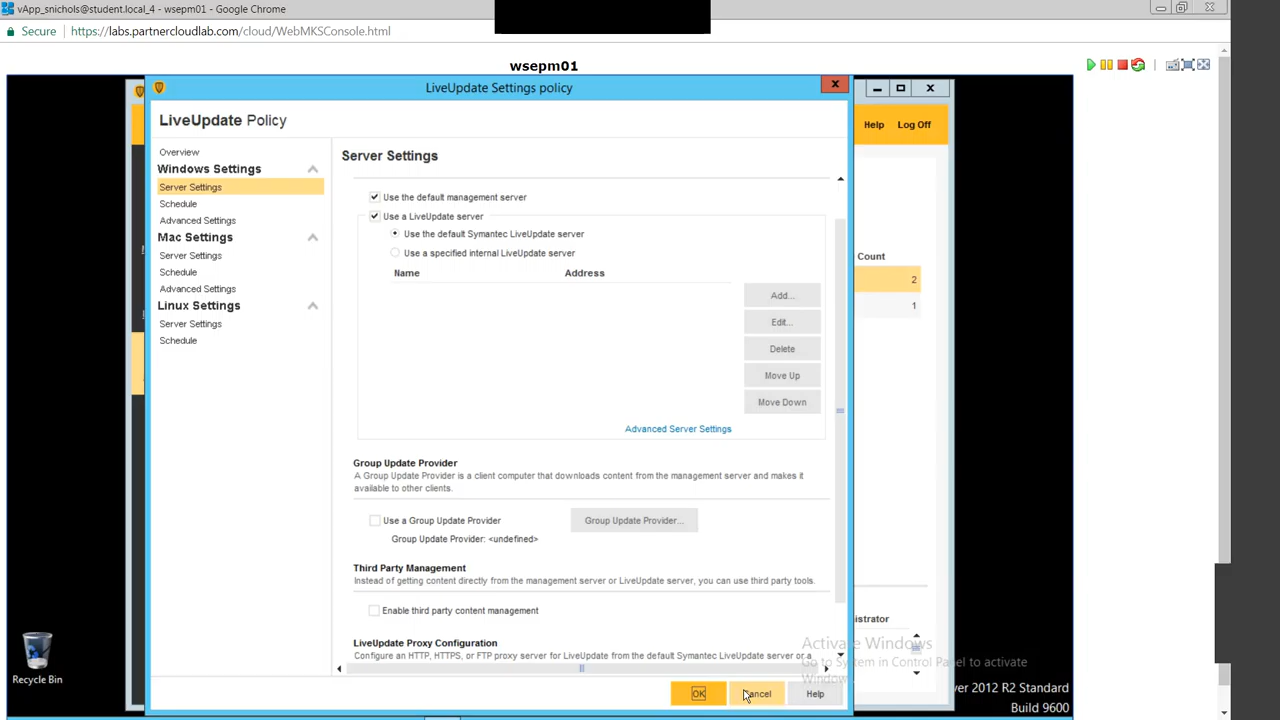 vApp_snichols@student.local_4 - wsepm01 - Google Chrome
Secure https://labs.partnercloudlab.com/cloud/WebMKSConsole.html
wsepm01
LiveUpdate Settings policy
LiveUpdate Policy
Help Log Off
Overview
Windows Settings
Server Settings
Schedule
Advanced Settings
Mac Settings
Server Settings
Schedule
Advanced Settings
Linux Settings
Server Settings
Schedule
Server Settings
Use the default management server
Use a LiveUpdate server
Use the default Symantec LiveUpdate server
Use a specified internal LiveUpdate server
Name Address
Add...
Edit...
Delete
Move Up
Move Down
Advanced Server Settings
Count
2
1
Group Update Provider
A Group Update Provider is a client computer that downloads content from the management server and makes it
available to other clients.
Use a Group Update Provider Group Update Provider...
Group Update Provider: <undefined>
Third Party Management
Instead of getting content directly from the management server or LiveUpdate server, you can use third party tools.
Enable third party content management
LiveUpdate Proxy Configuration
Configure an HTTP, HTTPS, or FTP proxy server for LiveUpdate from the default Symantec LiveUpdate server or a
OK Cancel Help
Activate Windows
Go to System in Control Panel to activate
Windows.
2012 R2 Standard
Build 9600
Recycle Bin